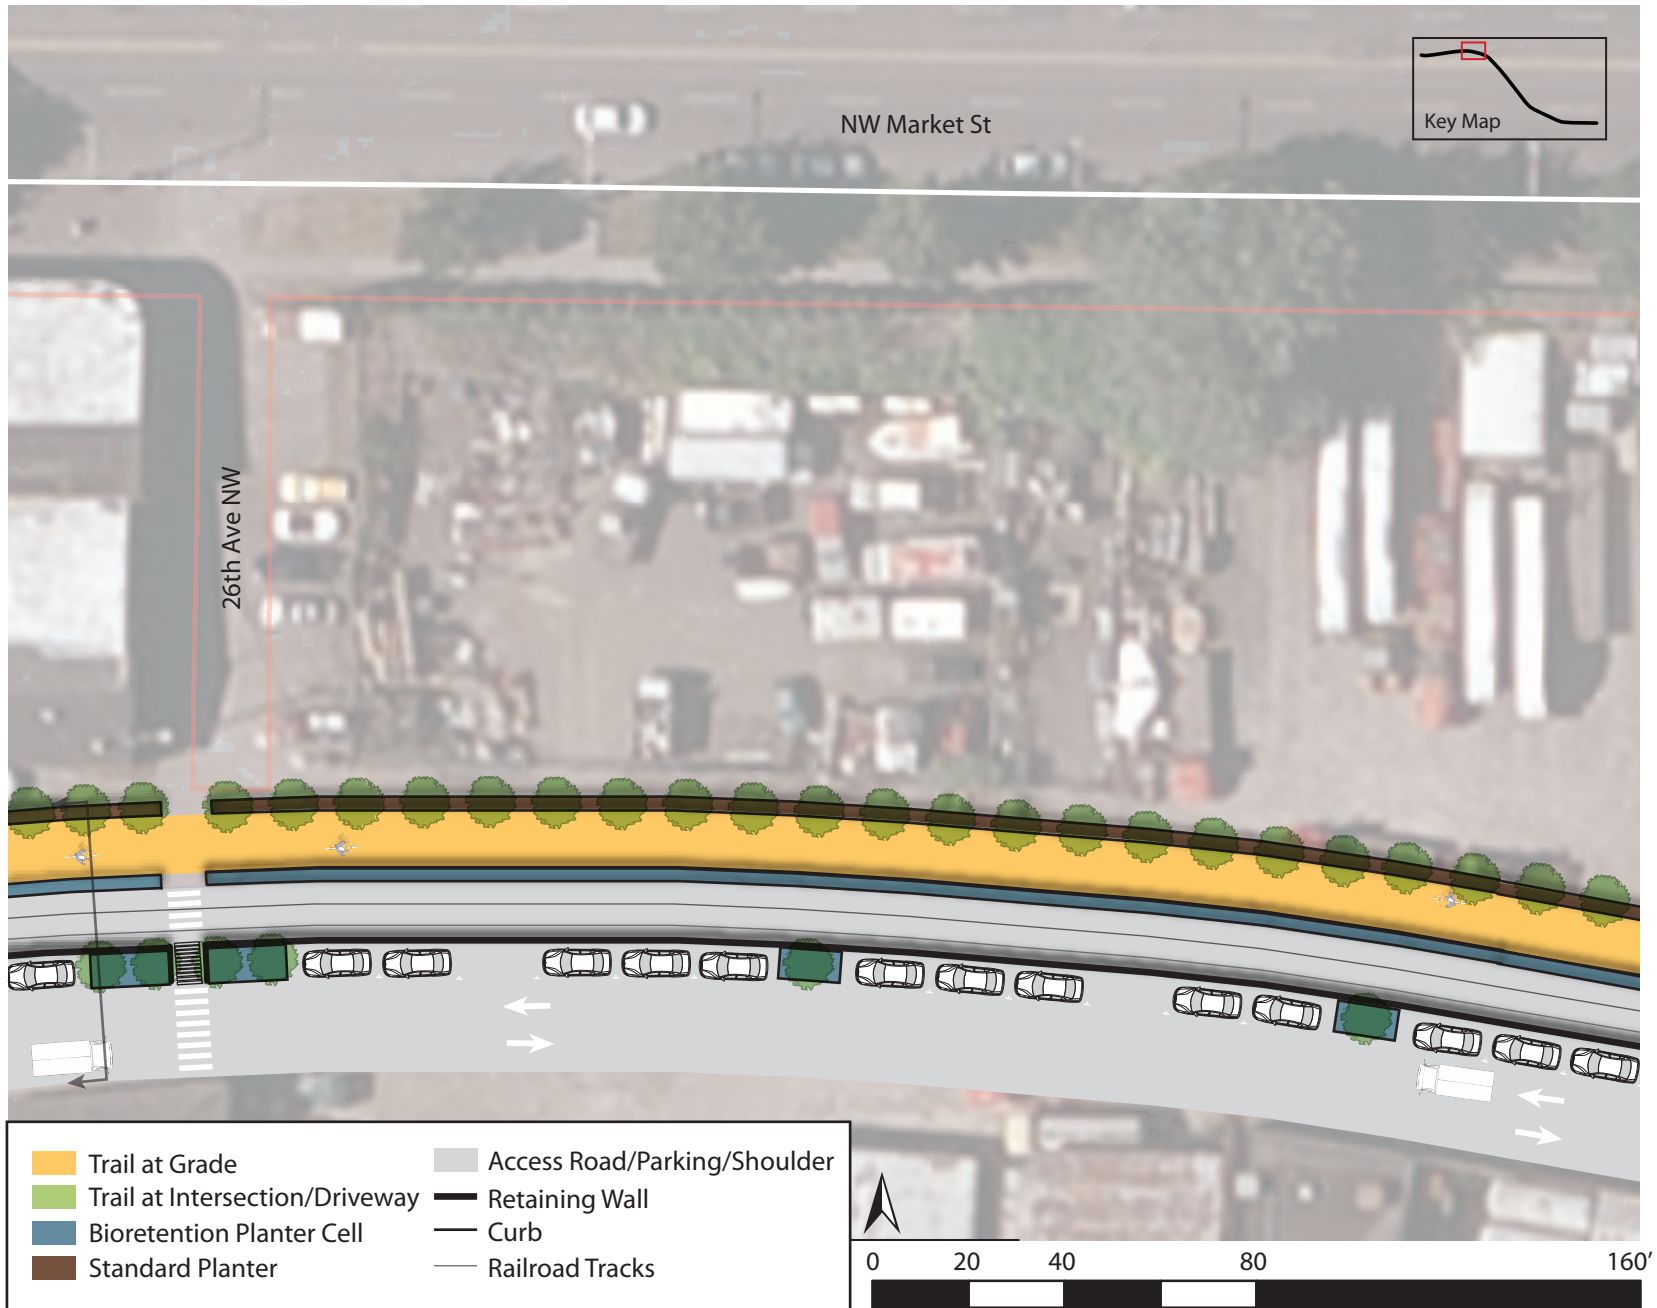 NW Market St
Key Map
26th Ave NW
Trail at Grade
Trail at Intersection/Driveway
Bioretention Planter Cell
Standard Planter
Access Road/Parking/Shoulder
Retaining Wall
Curb
Railroad Tracks
0 20 40 80 160’